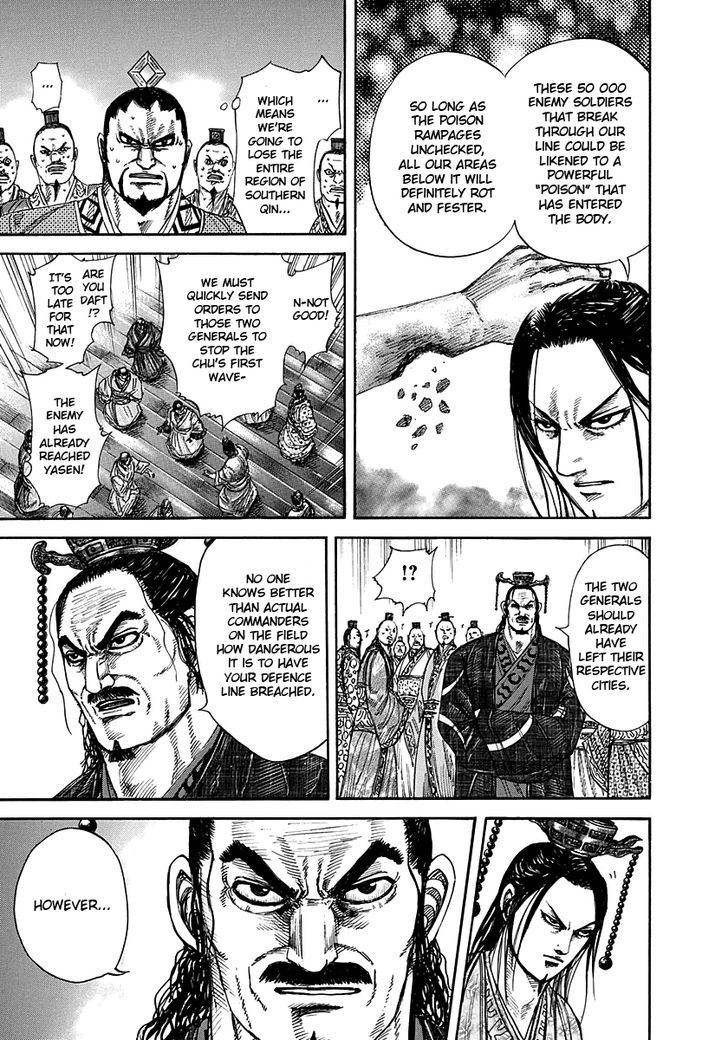 THESE 50 000
ENEMY SOLDIERS
THAT BREAK
THROUGH OUR
LINE COULD BE
LIKENED TO A
POWERFUL
"POISON" THAT
HAS ENTERED
THE BODY.
SO LONG AS
THE POISON
RAMPAGES
UNCHECKED,
ALL OUR AREAS
BELOW IT WILL
DEFINITELY ROT
AND FESTER.
...
WHICH
MEANS
WE'RE
GOING TO
LOSE THE
ENTIRE
REGION OF
SOUTHERN
QIN...
...
N-NOT
GOOD!
WE MUST
QUICKLY SEND
ORDERS TO
THOSE TWO
GENERALS TO
STOP THE
CHU'S FIRST
WAVE-
ARE
YOU
DAFT
!?
IT'S
TOO
LATE FOR
THAT
NOW!
THE
ENEMY
HAS
ALREADY
REACHED
YASEN!
THE TWO
GENERALS
SHOULD
ALREADY
HAVE
LEFT THEIR
RESPECTIVE
CITIES.
!?
NO ONE
KNOWS BETTER
THAN ACTUAL
COMMANDERS
ON THE FIELD
HOW DANGEROUS
IT IS TO HAVE
YOUR DEFENCE
LINE BREACHED.
HOWEVER...